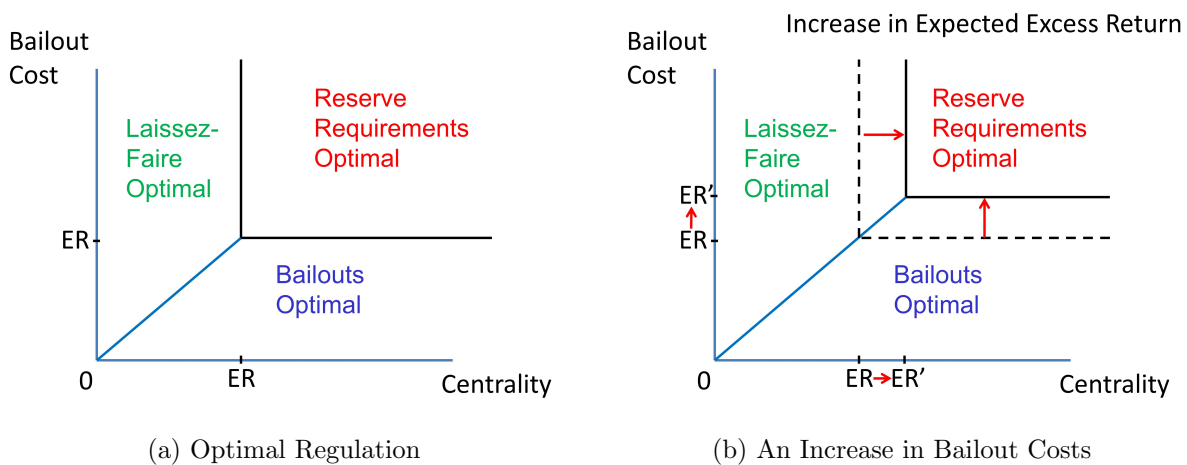 Bailout
Cost
Laissez-
Faire
Optimal
Reserve
Requirements
Optimal
ER
Bailouts
Optimal
0
ER
Centrality
(a) Optimal Regulation
Increase in Expected Excess Return
Bailout
Cost
Laissez-
Faire
Optimal
Reserve
Requirements
Optimal
ER’
ER
Bailouts
Optimal
0
ER ER’
Centrality
(b) An Increase in Bailout Costs